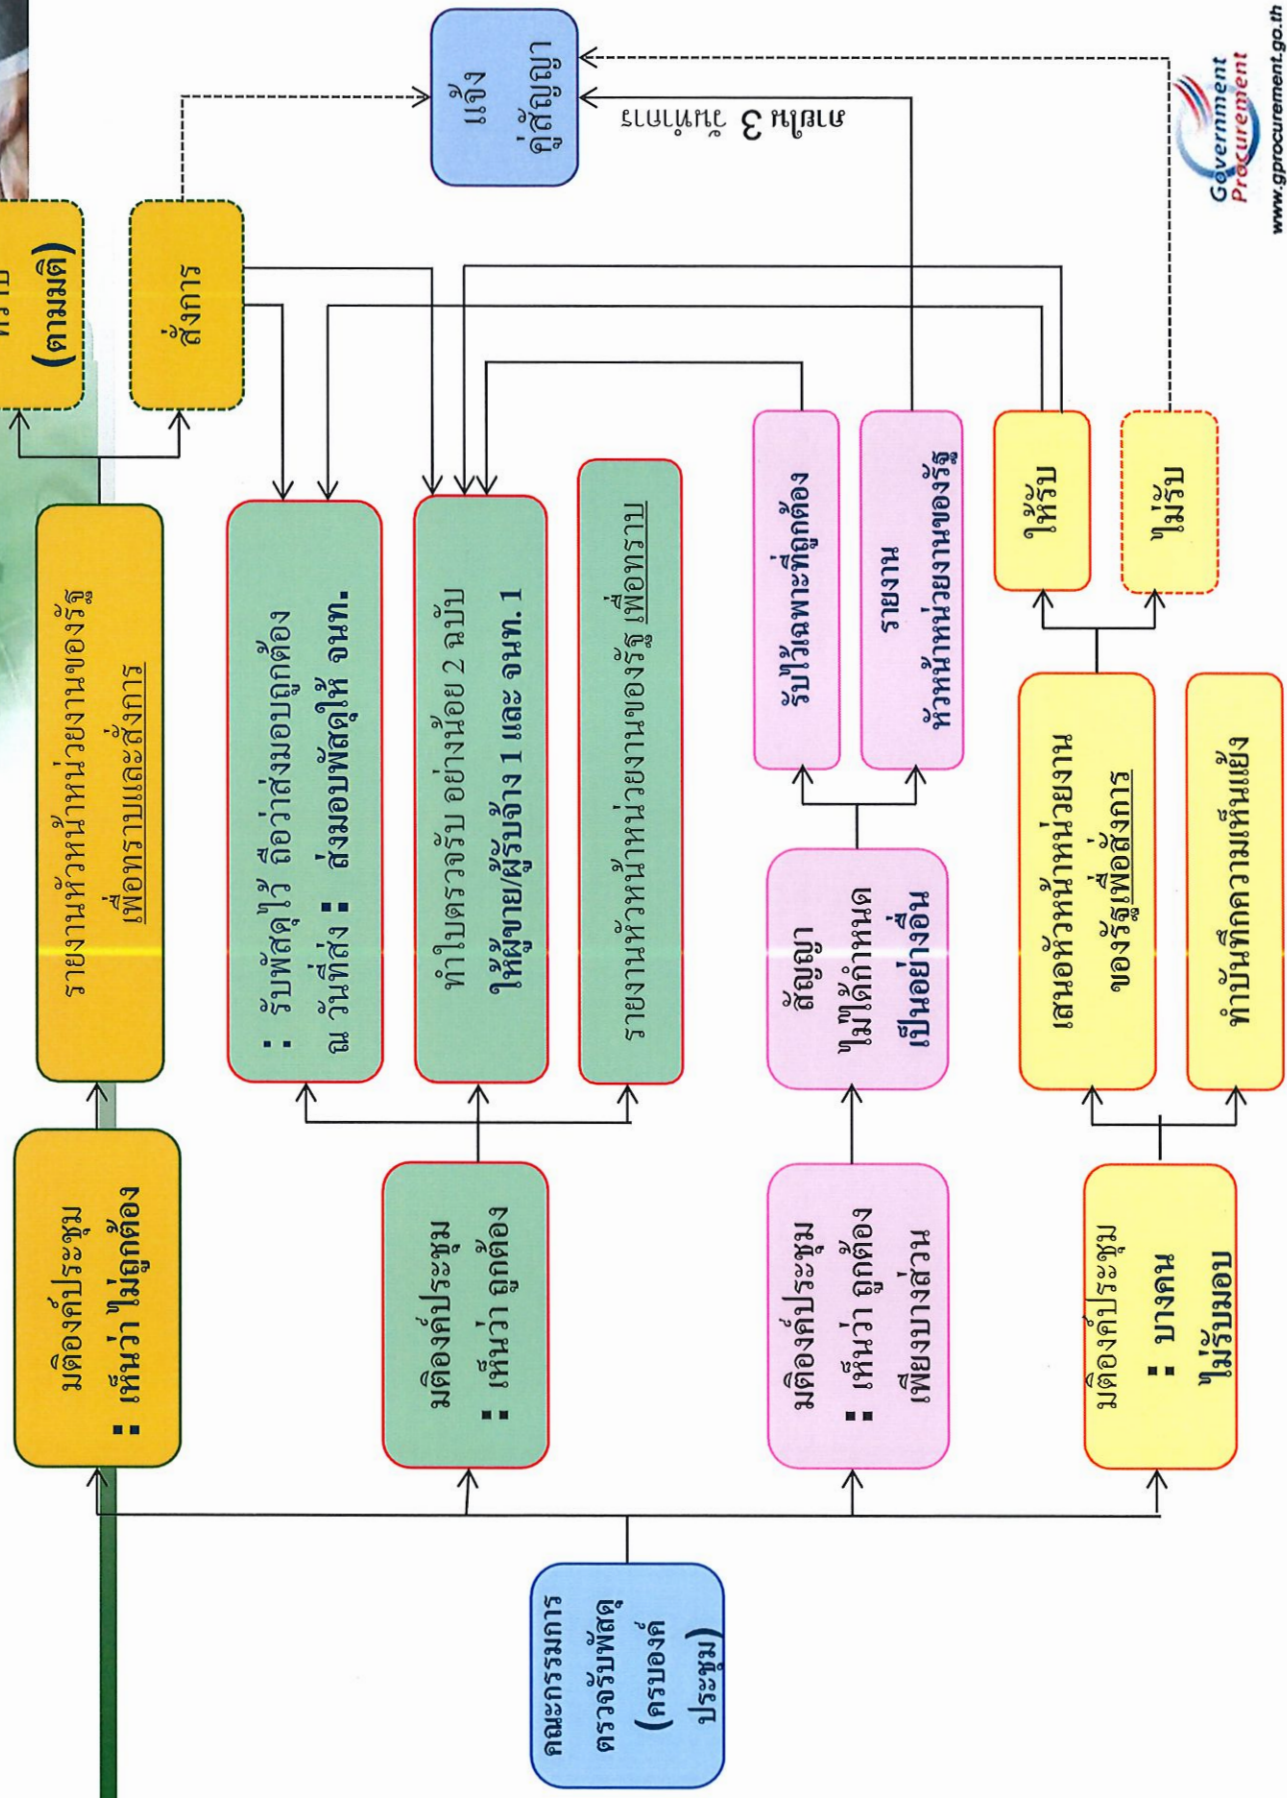 คณะกรรมการ
ตรวจรับพัสดุ
(ครบองค์
ประชุม)
มติองค์ประชุม
: เห็นว่า ไม่ถูกต้อง
รายงานหัวหน้าหน่วยงานของรัฐ
เพื่อทราบและสั่งการ
(ตามมติ)
สั่งการ
แจ้ง
คู่สัญญา
ภายใน 3 วันทำการ
มติองค์ประชุม
: เห็นว่า ถูกต้อง
: รับพัสดุไว้ ถือว่าส่งมอบถูกต้อง
ณ วันที่ส่ง : ส่งมอบพัสดุให้ จนท.
ทำใบตรวจรับ อย่างน้อย 2 ฉบับ
ให้ผู้ขาย/ผู้รับจ้าง 1 และ จนท. 1
รายงานหัวหน้าหน่วยงานของรัฐ เพื่อทราบ
มติองค์ประชุม
: เห็นว่า ถูกต้อง
เพียงบางส่วน
สัญญา
ไม่ได้กำหนด
เป็นอย่างอื่น
รับไว้เฉพาะที่ถูกต้อง
รายงาน
หัวหน้าหน่วยงานของรัฐ
มติองค์ประชุม
: บางคน
ไม่รับมอบ
เสนอหัวหน้าหน่วยงาน
ของรัฐเพื่อสั่งการ
ทำบันทึกความเห็นแย้ง
ให้รับ
ไม่รับ
Government
Procurement
www.gprocurement.go.th